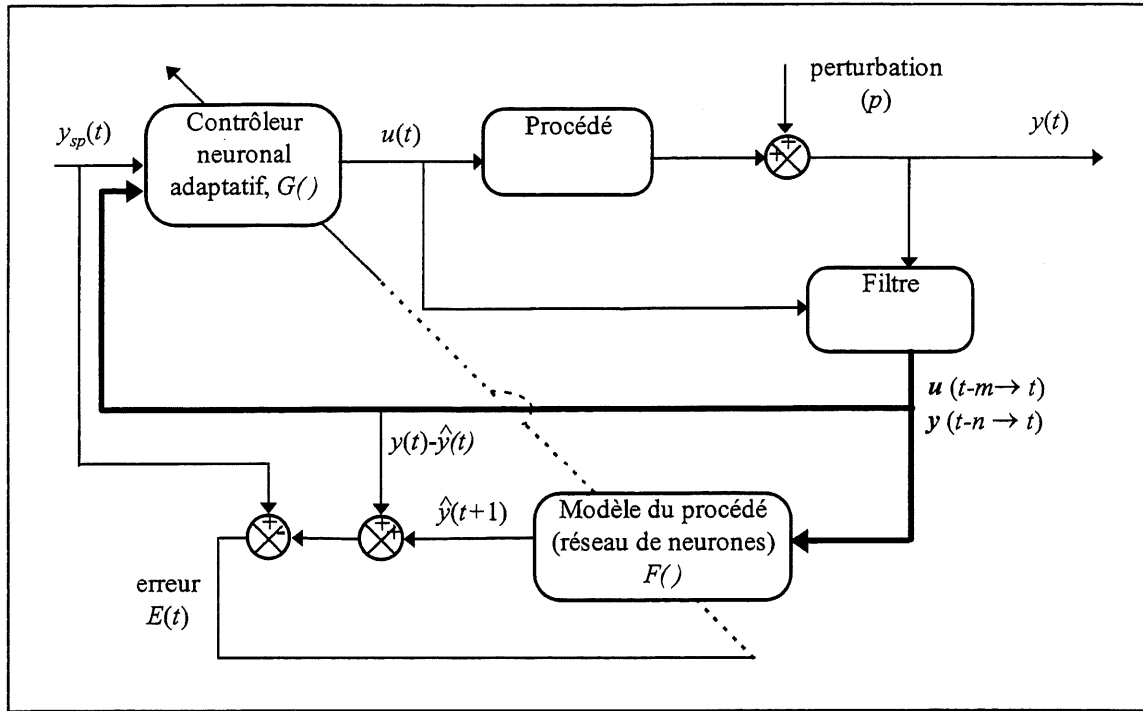 perturbation
(p)
y_sp(t)
Contrôleur
neuronal
adaptatif, G()
u(t)
Procédé
+
+
y(t)
Filtre
u (t-m→ t)
y (t-n → t)
y(t)-ŷ(t)
+
-
+
+
ŷ(t+1)
Modèle du procédé
(réseau de neurones)
F()
erreur
E(t)